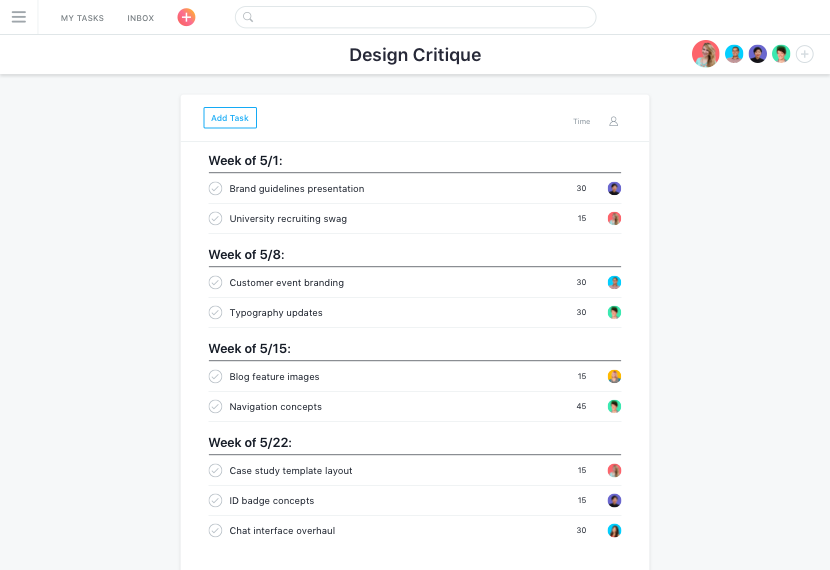 MY TASKS INBOX
Design Critique
Add Task
Time
Week of 5/1:
Brand guidelines presentation 30
University recruiting swag 15
Week of 5/8:
Customer event branding 30
Typography updates 30
Week of 5/15:
Blog feature images 15
Navigation concepts 45
Week of 5/22:
Case study template layout 15
ID badge concepts 15
Chat interface overhaul 30